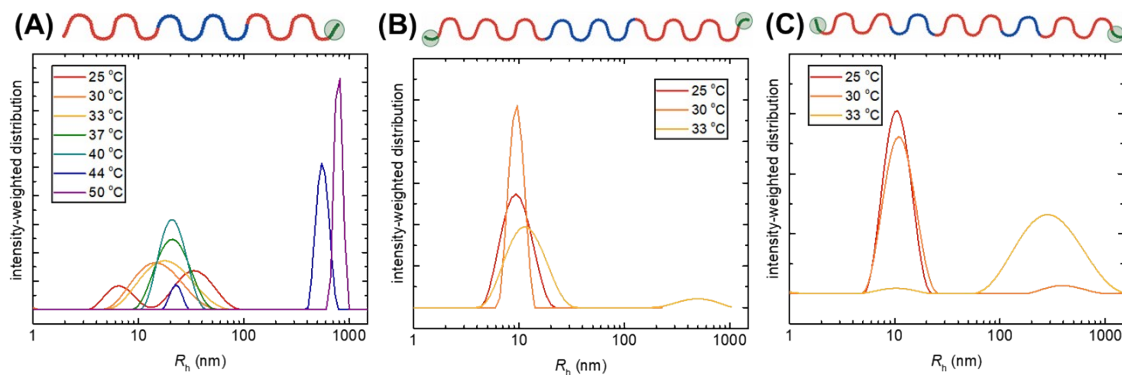 (A)
(B)
(C)
intensity-weighted distribution
25 °C
30 °C
33 °C
37 °C
40 °C
44 °C
50 °C
1 10 100 1000
Rh (nm)
intensity-weighted distribution
25 °C
30 °C
33 °C
1 10 100 1000
Rh (nm)
intensity-weighted distribution
25 °C
30 °C
33 °C
1 10 100 1000
Rh (nm)